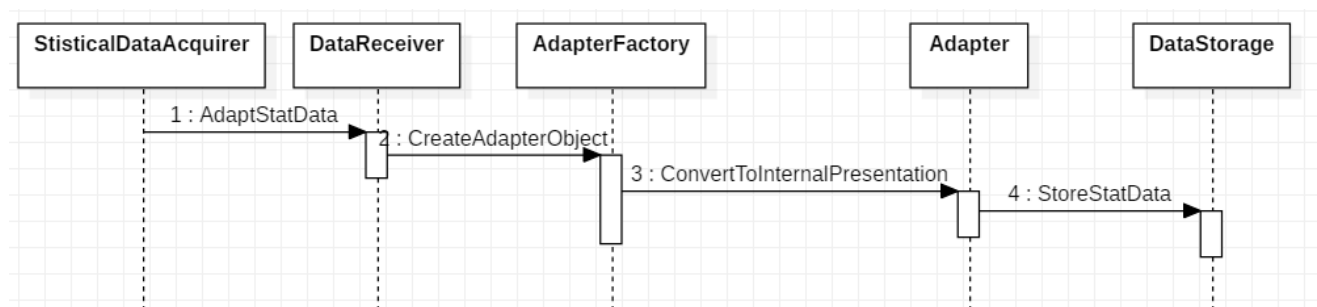 StisticalDataAcquirer
DataReceiver
AdapterFactory
Adapter
DataStorage
1 : AdaptStatData
2 : CreateAdapterObject
3 : ConvertToInternalPresentation
4 : StoreStatData